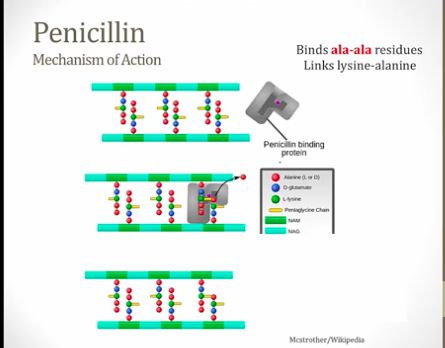 Penicillin
Mechanism of Action
Binds ala-ala residues
Links lysine-alanine
Penicillin binding
protein
Alanine (L or D)
D-glutamate
L-lysine
Pentaglycine Chain
NAM
NAG
Mcstrother/Wikipedia